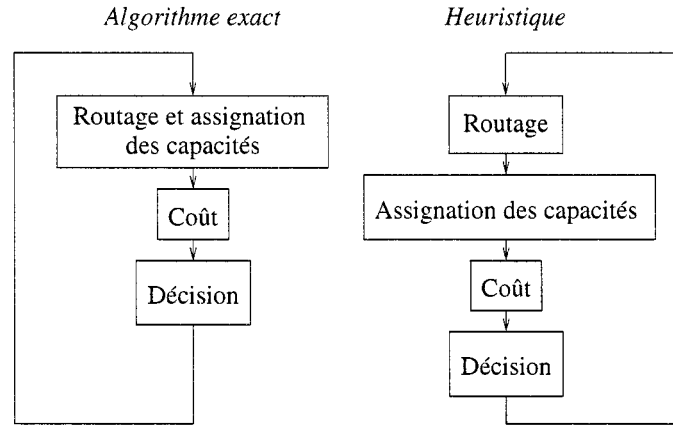 Algorithme exact
Routage et assignation
des capacités
Coût
Décision
Heuristique
Routage
Assignation des capacités
Coût
Décision